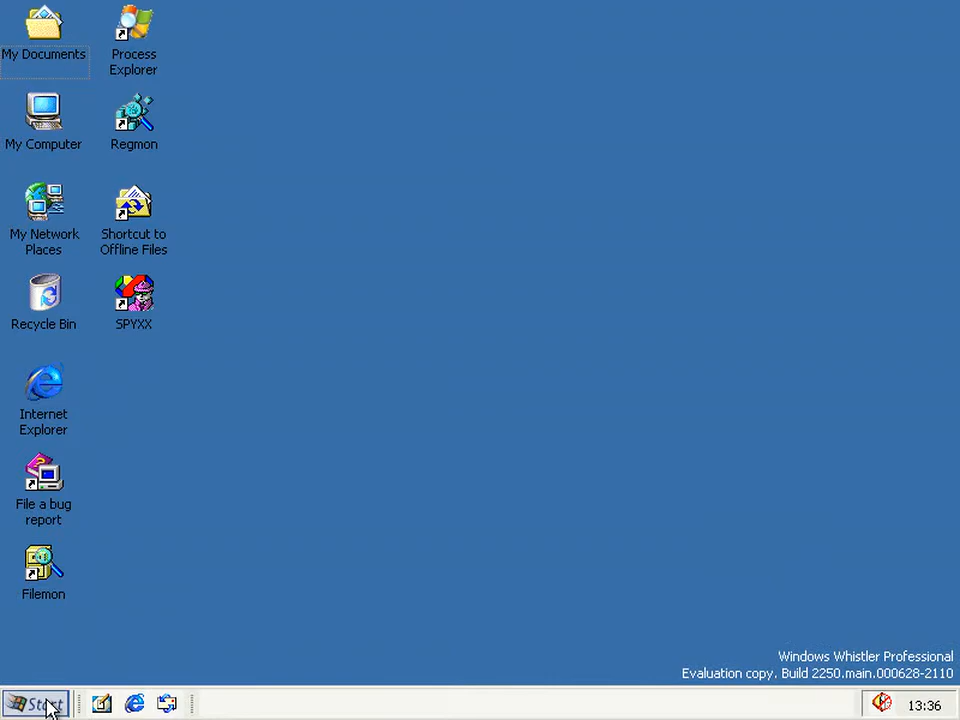 My Documents
Process
Explorer
My Computer
Regmon
My Network
Places
Shortcut to
Offline Files
Recycle Bin
SPYXX
Internet
Explorer
File a bug
report
Filemon
Windows Whistler Professional
Evaluation copy. Build 2250.main.000628-2110
Start
13:36